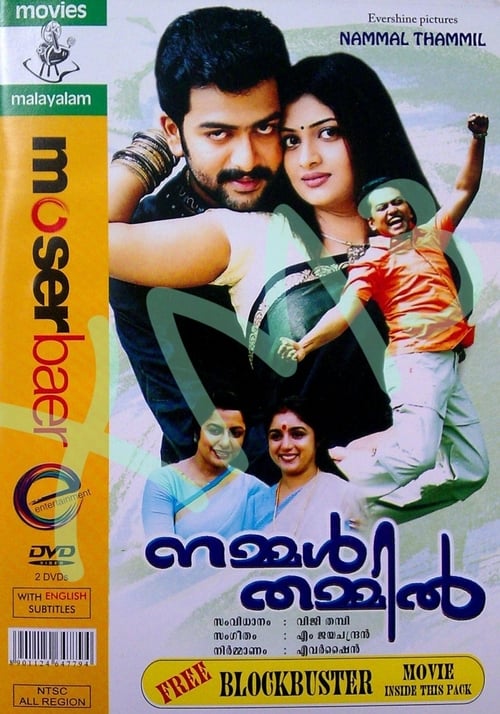 movies
malayalam
moserbaer
e
entertainment
DVD
VIDEO
2 DVDs
WITH ENGLISH
SUBTITLES
8901124647794
NTSC
ALL REGION
Evershine pictures
NAMMAL THAMMIL
നമ്മൾ
തമ്മിൽ
സംവിധാനം : വിജി തമ്പി
സംഗീതം : എം ജയചന്ദ്രൻ
നിർമ്മാണം : എവർഷൈൻ
FREE BLOCKBUSTER MOVIE
INSIDE THIS PACK